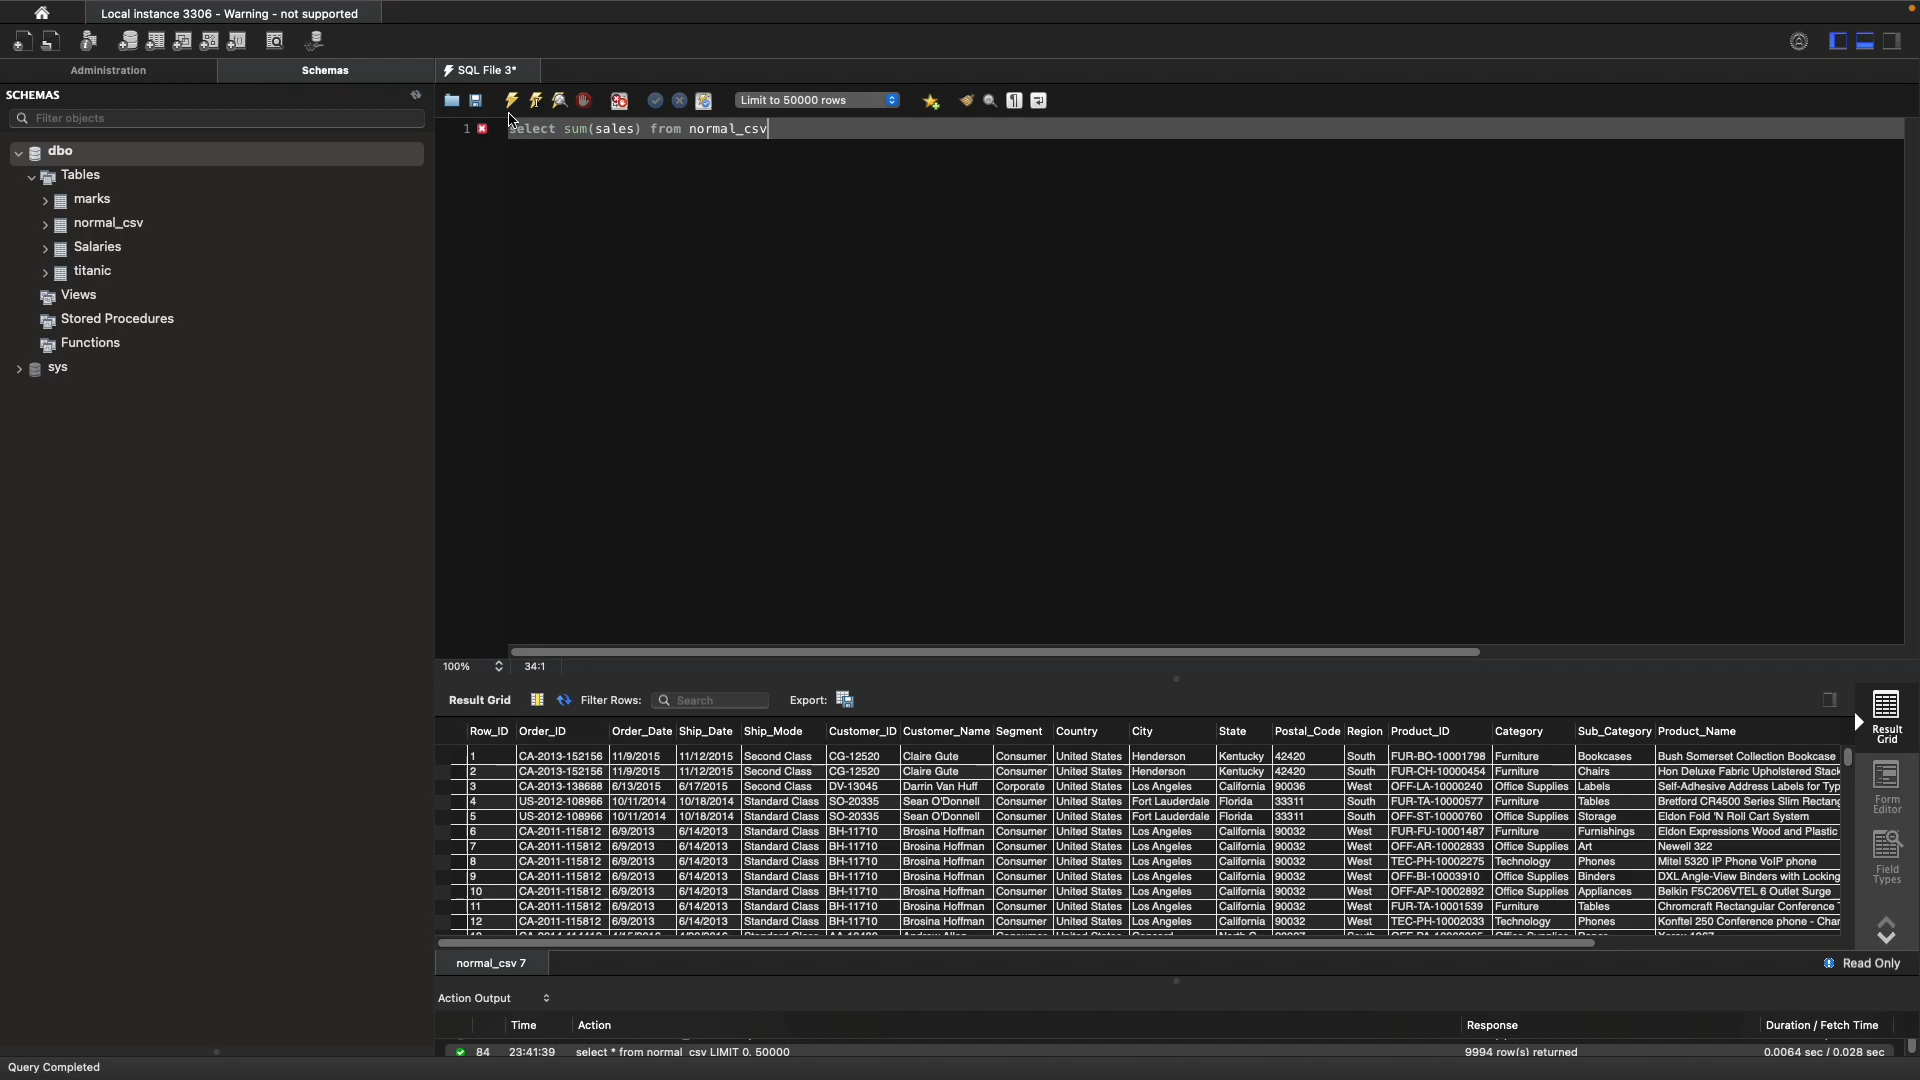 Local instance 3306 - Warning - not supported
Administration Schemas SQL File 3*
SCHEMAS
Limit to 50000 rows
Filter objects
1 select sum(sales) from normal_csv
dbo
Tables
marks
normal_csv
Salaries
titanic
Views
Stored Procedures
Functions
sys
100% 34:1
Result Grid Filter Rows: Search Export:
Result Grid
Form Editor
Field Types
Row_ID Order_ID Order_Date Ship_Date Ship_Mode Customer_ID Customer_Name Segment Country City State Postal_Code Region Product_ID Category Sub_Category Product_Name
1 CA-2013-152156 11/9/2015 11/12/2015 Second Class CG-12520 Claire Gute Consumer United States Henderson Kentucky 42420 South FUR-BO-10001798 Furniture Bookcases Bush Somerset Collection Bookcase
2 CA-2013-152156 11/9/2015 11/12/2015 Second Class CG-12520 Claire Gute Consumer United States Henderson Kentucky 42420 South FUR-CH-10000454 Furniture Chairs Hon Deluxe Fabric Upholstered Stack
3 CA-2013-138688 6/13/2015 6/17/2015 Second Class DV-13045 Darrin Van Huff Corporate United States Los Angeles California 90036 West OFF-LA-10000240 Office Supplies Labels Self-Adhesive Address Labels for Typ
4 US-2012-108966 10/11/2014 10/18/2014 Standard Class SO-20335 Sean O'Donnell Consumer United States Fort Lauderdale Florida 33311 South FUR-TA-10000577 Furniture Tables Bretford CR4500 Series Slim Rectang
5 US-2012-108966 10/11/2014 10/18/2014 Standard Class SO-20335 Sean O'Donnell Consumer United States Fort Lauderdale Florida 33311 South OFF-ST-10000760 Office Supplies Storage Eldon Fold 'N Roll Cart System
6 CA-2011-115812 6/9/2013 6/14/2013 Standard Class BH-11710 Brosina Hoffman Consumer United States Los Angeles California 90032 West FUR-FU-10001487 Furniture Furnishings Eldon Expressions Wood and Plastic
7 CA-2011-115812 6/9/2013 6/14/2013 Standard Class BH-11710 Brosina Hoffman Consumer United States Los Angeles California 90032 West OFF-AR-10002833 Office Supplies Art Newell 322
8 CA-2011-115812 6/9/2013 6/14/2013 Standard Class BH-11710 Brosina Hoffman Consumer United States Los Angeles California 90032 West TEC-PH-10002275 Technology Phones Mitel 5320 IP Phone VoIP phone
9 CA-2011-115812 6/9/2013 6/14/2013 Standard Class BH-11710 Brosina Hoffman Consumer United States Los Angeles California 90032 West OFF-BI-10003910 Office Supplies Binders DXL Angle-View Binders with Locking
10 CA-2011-115812 6/9/2013 6/14/2013 Standard Class BH-11710 Brosina Hoffman Consumer United States Los Angeles California 90032 West OFF-AP-10002892 Office Supplies Appliances Belkin F5C206VTEL 6 Outlet Surge
11 CA-2011-115812 6/9/2013 6/14/2013 Standard Class BH-11710 Brosina Hoffman Consumer United States Los Angeles California 90032 West FUR-TA-10001539 Furniture Tables Chromcraft Rectangular Conference
12 CA-2011-115812 6/9/2013 6/14/2013 Standard Class BH-11710 Brosina Hoffman Consumer United States Los Angeles California 90032 West TEC-PH-10002033 Technology Phones Konftel 250 Conference phone - Char
normal_csv 7 Read Only
Action Output
Time Action Response Duration / Fetch Time
84 23:41:39 select * from normal_csv LIMIT 0, 50000 9994 row(s) returned 0.0064 sec / 0.028 sec
Query Completed